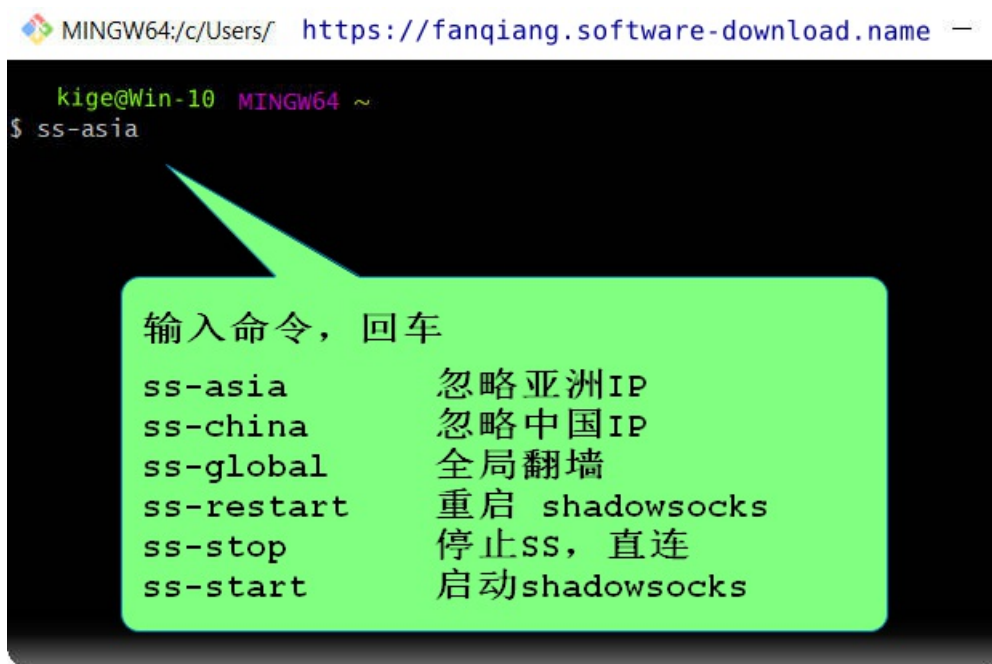 MINGW64:/c/Users/ https://fanqiang.software-download.name
kige@Win-10 MINGW64 ~
$ ss-asia
输入命令，回车
ss-asia 忽略亚洲IP
ss-china 忽略中国IP
ss-global 全局翻墙
ss-restart 重启 shadowsocks
ss-stop 停止SS，直连
ss-start 启动shadowsocks